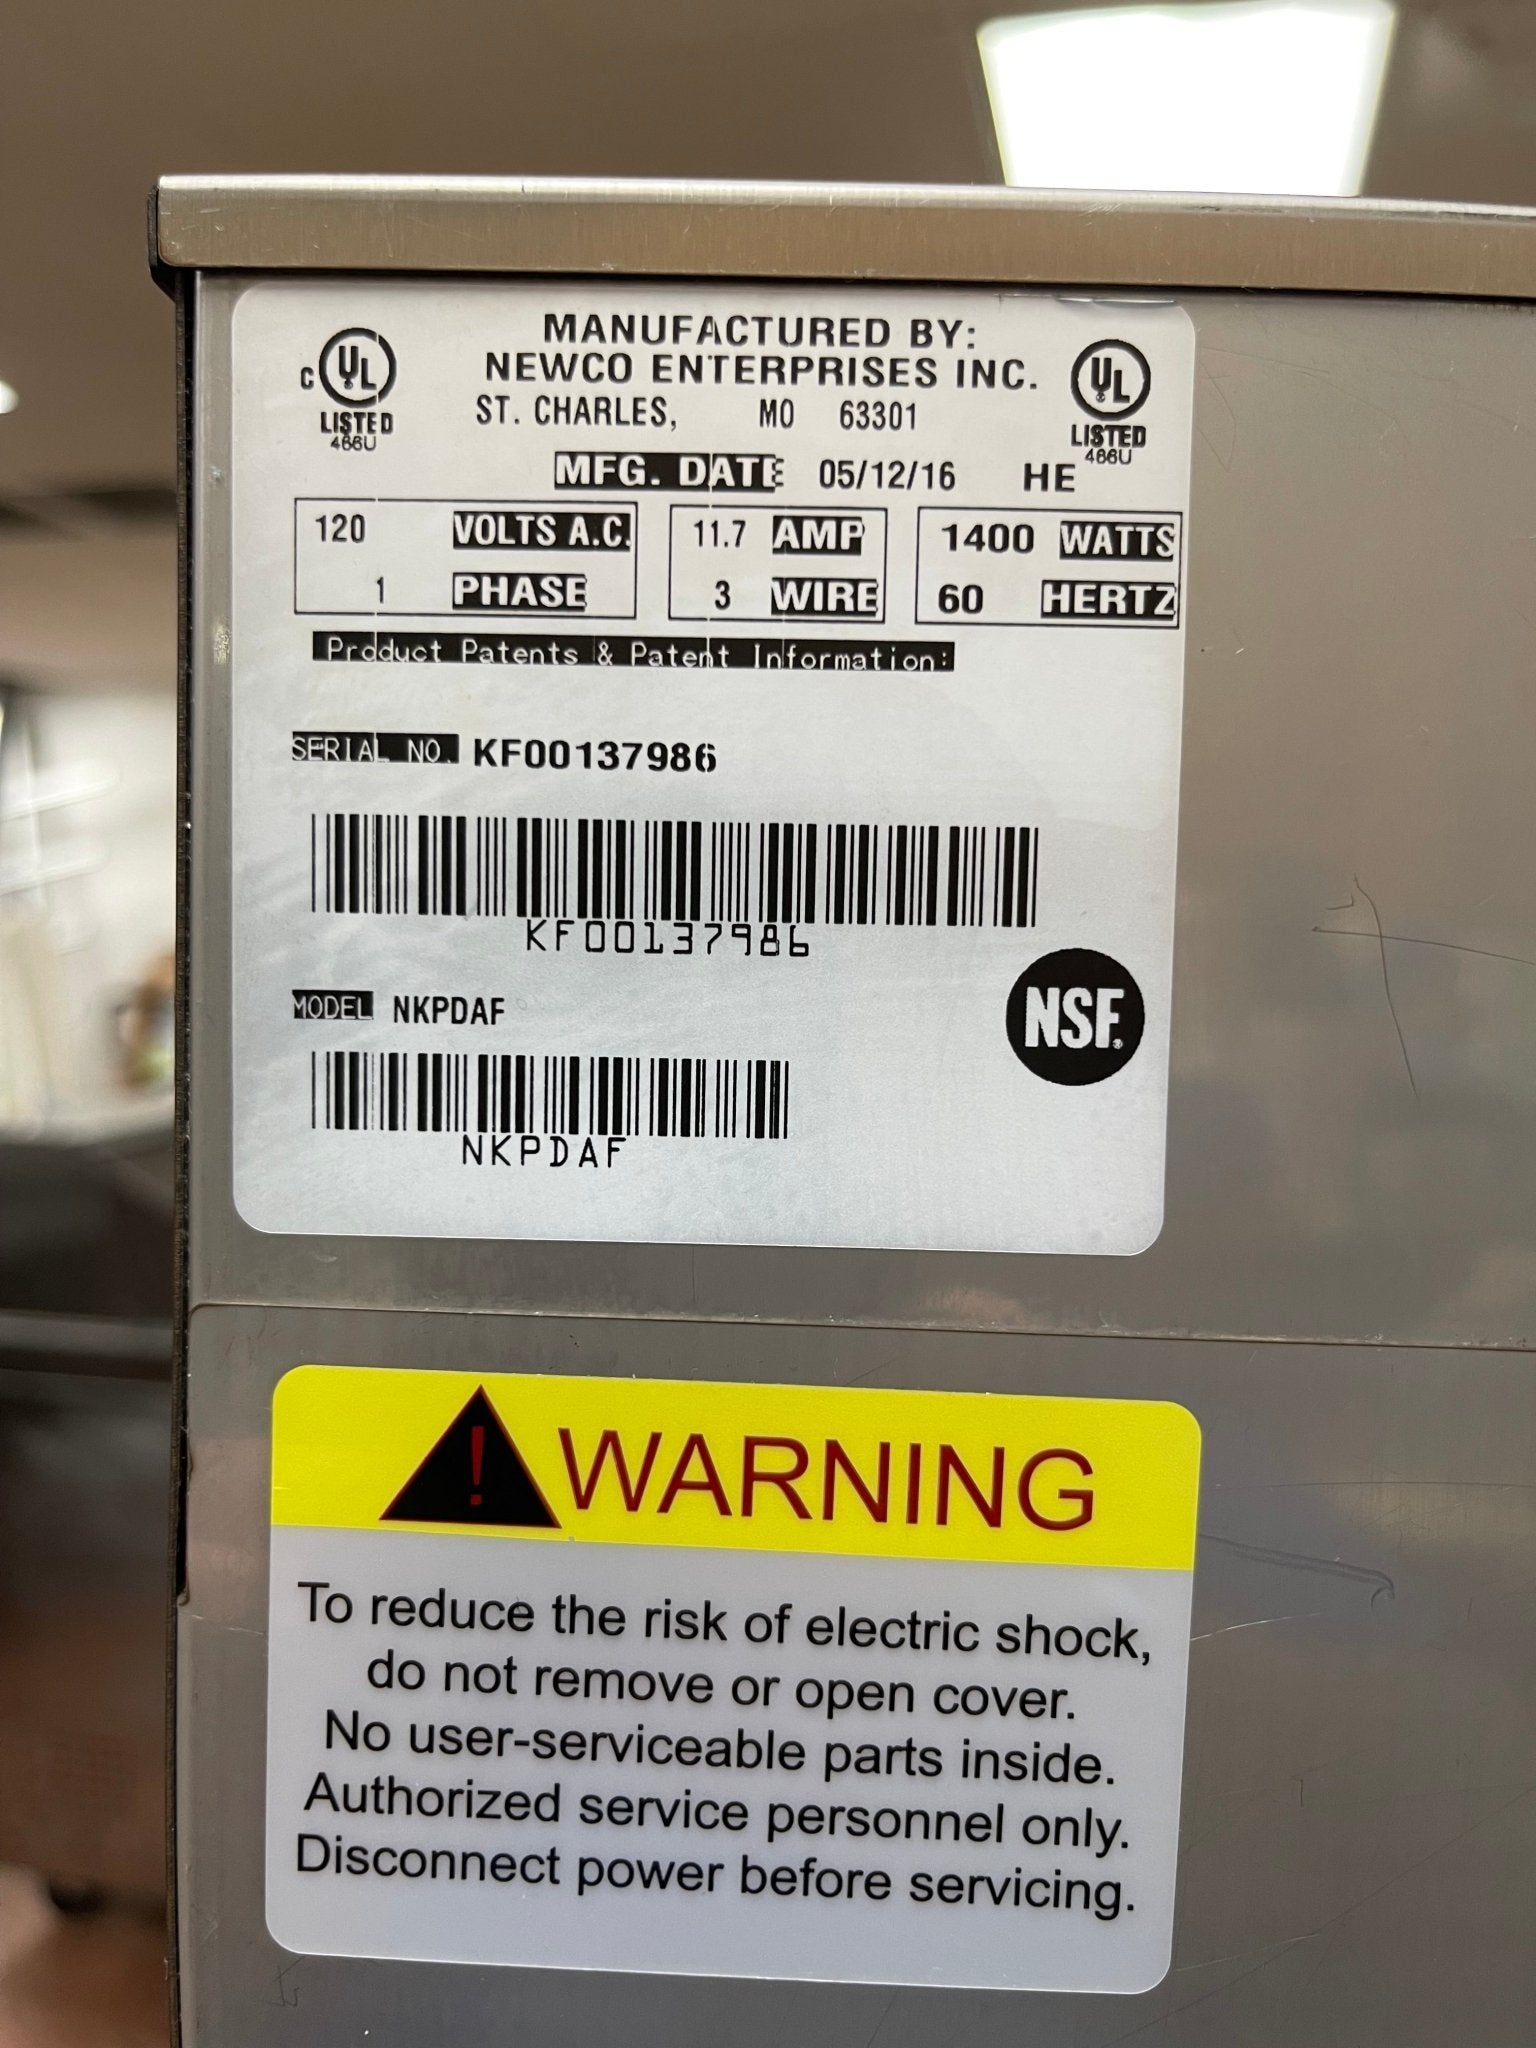 MANUFACTURED BY:
NEWCO ENTERPRISES INC.
ST. CHARLES, MO 63301
C UL LISTED 466U
UL LISTED 466U
MFG. DATE 05/12/16 HE
120 VOLTS A.C. 11.7 AMP 1400 WATTS
1 PHASE 3 WIRE 60 HERTZ
Product Patents & Patent Information:
SERIAL NO. KF00137986
KF00137986
MODEL NKPDAF
NSF®
NKPDAF
! WARNING
To reduce the risk of electric shock,
do not remove or open cover.
No user-serviceable parts inside.
Authorized service personnel only.
Disconnect power before servicing.